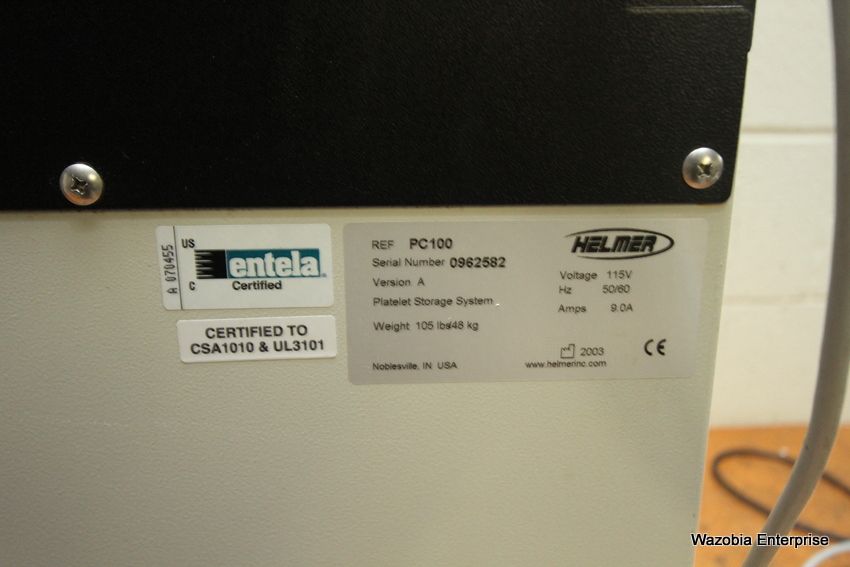 A 070455
US
C
entela®
Certified
CERTIFIED TO
CSA1010 & UL3101
REF PC100
Serial Number 0962582
Version A
Platelet Storage System
Weight 105 lbs/48 kg
Noblesville, IN USA
HELMER
Voltage 115V
Hz 50/60
Amps 9.0A
2003
CE
www.helmerinc.com
Wazobia Enterprise